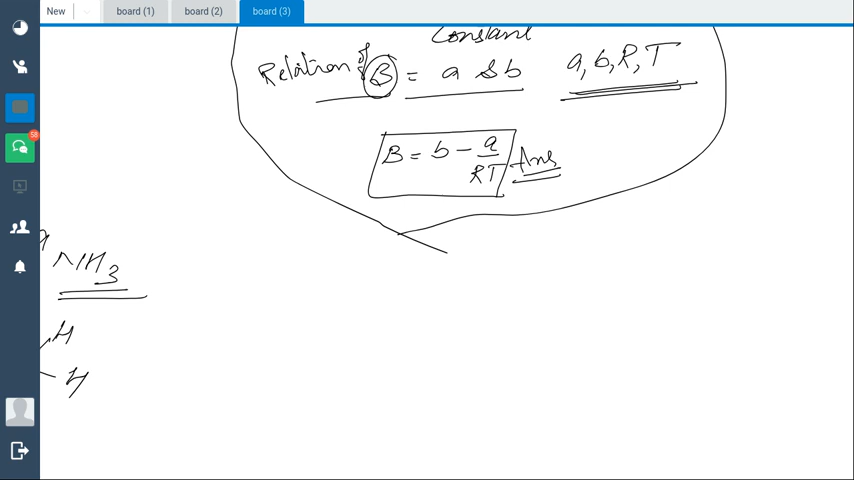 New
board (1)
board (2)
board (3)
58
Constant
Relation of B = a & b a, b, R, T
B = b - a/RT Ans
NH3
H
H